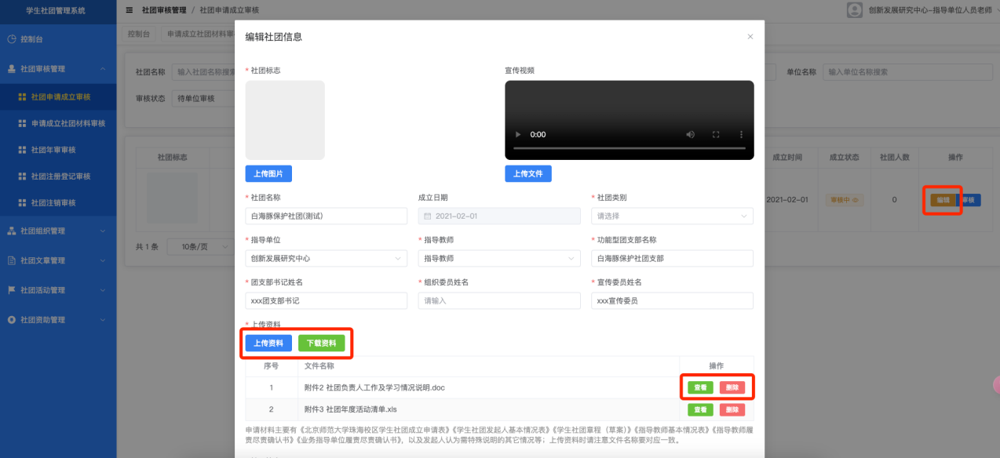 学生社团管理系统
社团审核管理 / 社团申请成立审核
创新发展研究中心-指导单位人员老师
控制台
社团审核管理
社团申请成立审核
申请成立社团材料审核
社团年审审核
社团注册登记审核
社团注销审核
社团组织管理
社团文章管理
社团活动管理
社团资助管理
控制台 申请成立社团材料审
社团名称 输入社团名称搜索
单位名称 输入单位名称搜索
审核状态 待单位审核
社团标志
成立时间 成立状态 社团人数 操作
2021-02-01 审核中 0 编辑 审核
共 1 条 10条/页
编辑社团信息
* 社团标志 宣传视频
0:00
上传图片 上传文件
* 社团名称 成立日期 * 社团类别
白海豚保护社团(测试) 2021-02-01 请选择
* 指导单位 * 指导教师 * 功能型团支部名称
创新发展研究中心 指导教师 白海豚保护社团支部
* 团支部书记姓名 * 组织委员姓名 * 宣传委员姓名
xxx团支部书记 请输入 xxx宣传委员
* 上传资料
上传资料 下载资料
序号 文件名称 操作
1 附件2 社团负责人工作及学习情况说明.doc 查看 删除
2 附件3 社团年度活动清单.xls 查看 删除
申请材料主要有《北京师范大学珠海校区学生社团成立申请表》《学生社团发起人基本情况表》《学生社团章程（草案）》《指导教师基本情况表》《指导教师履
责尽责确认书》《业务指导单位履责尽责确认书》，以及发起人认为需特殊说明的其它情况等；上传资料时请注意文件名称要对应一致。